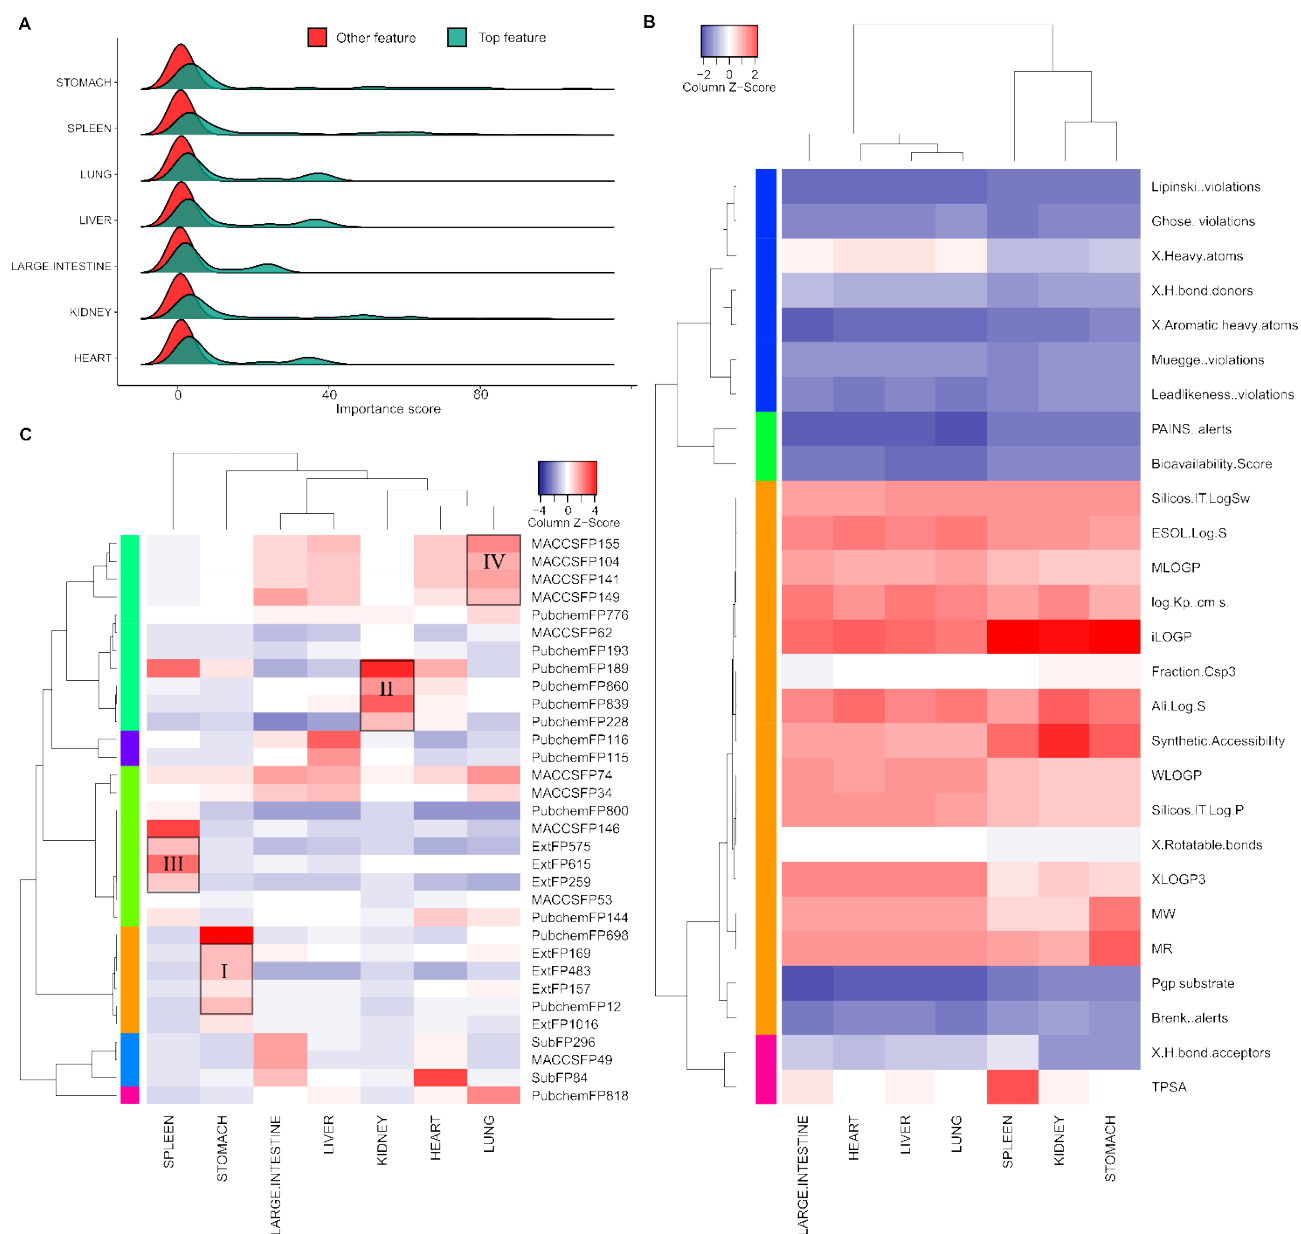 A
Other feature
Top feature
STOMACH
SPLEEN
LUNG
LIVER
LARGE.INTESTINE
KIDNEY
HEART
0
40
80
Importance score
B
−2 0 2
Column Z−Score
Lipinski..violations
Ghose. violations
X.Heavy.atoms
X.H.bond.donors
X.Aromatic heavy.atoms
Muegge..violations
Leadlikeness..violations
PAINS. alerts
Bioavailability.Score
Silicos.IT.LogSw
ESOL.Log.S
MLOGP
log.Kp..cm s.
iLOGP
Fraction.Csp3
Ali.Log.S
Synthetic.Accessibility
WLOGP
Silicos.IT.Log.P
X.Rotatable.bonds
XLOGP3
MW
MR
Pgp substrate
Brenk..alerts
X.H.bond.acceptors
TPSA
LARGE.INTESTINE
HEART
LIVER
LUNG
SPLEEN
KIDNEY
STOMACH
C
−4 0 4
Column Z−Score
MACCSFP155
MACCSFP104
MACCSFP141
MACCSFP149
PubchemFP776
MACCSFP62
PubchemFP193
PubchemFP189
PubchemFP860
PubchemFP839
PubchemFP228
PubchemFP116
PubchemFP115
MACCSFP74
MACCSFP34
PubchemFP800
MACCSFP146
ExtFP575
ExtFP615
ExtFP259
MACCSFP53
PubchemFP144
PubchemFP698
ExtFP169
ExtFP483
ExtFP157
PubchemFP12
ExtFP1016
SubFP296
MACCSFP49
SubFP84
PubchemFP818
IV
II
III
I
SPLEEN
STOMACH
LARGE.INTESTINE
LIVER
KIDNEY
HEART
LUNG